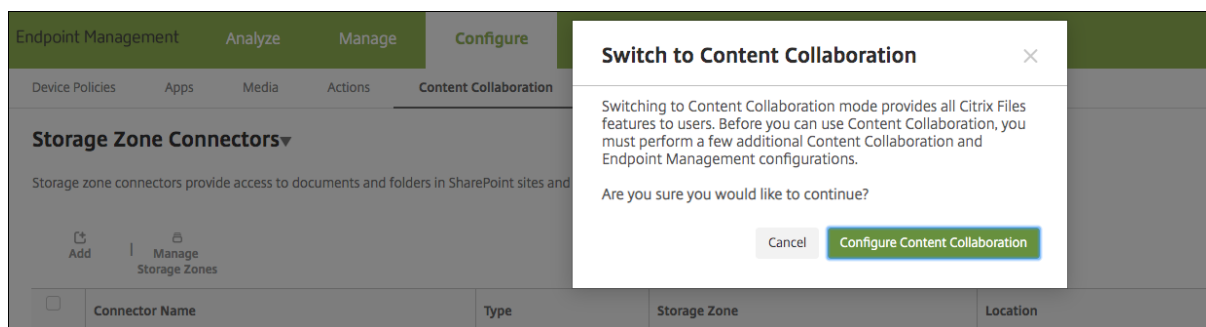 Endpoint Management Analyze Manage Configure
Device Policies Apps Media Actions Content Collaboration
Storage Zone Connectors
Storage zone connectors provide access to documents and folders in SharePoint sites and
Add
Manage
Storage Zones
Connector Name Type Storage Zone Location
Switch to Content Collaboration
Switching to Content Collaboration mode provides all Citrix Files
features to users. Before you can use Content Collaboration, you
must perform a few additional Content Collaboration and
Endpoint Management configurations.
Are you sure you would like to continue?
Cancel Configure Content Collaboration